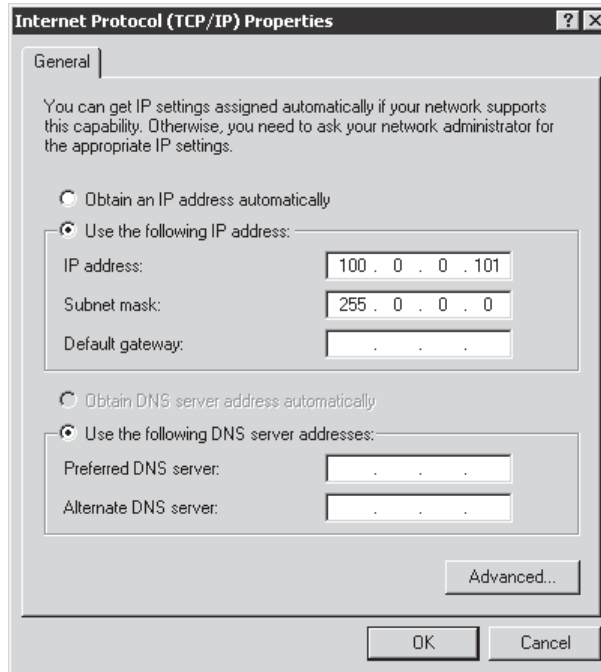 Internet Protocol (TCP/IP) Properties
General
You can get IP settings assigned automatically if your network supports
this capability. Otherwise, you need to ask your network administrator for
the appropriate IP settings.
Obtain an IP address automatically
Use the following IP address:
IP address: 100 . 0 . 0 . 101
Subnet mask: 255 . 0 . 0 . 0
Default gateway: . . .
Obtain DNS server address automatically
Use the following DNS server addresses:
Preferred DNS server: . . .
Alternate DNS server: . . .
Advanced...
OK Cancel